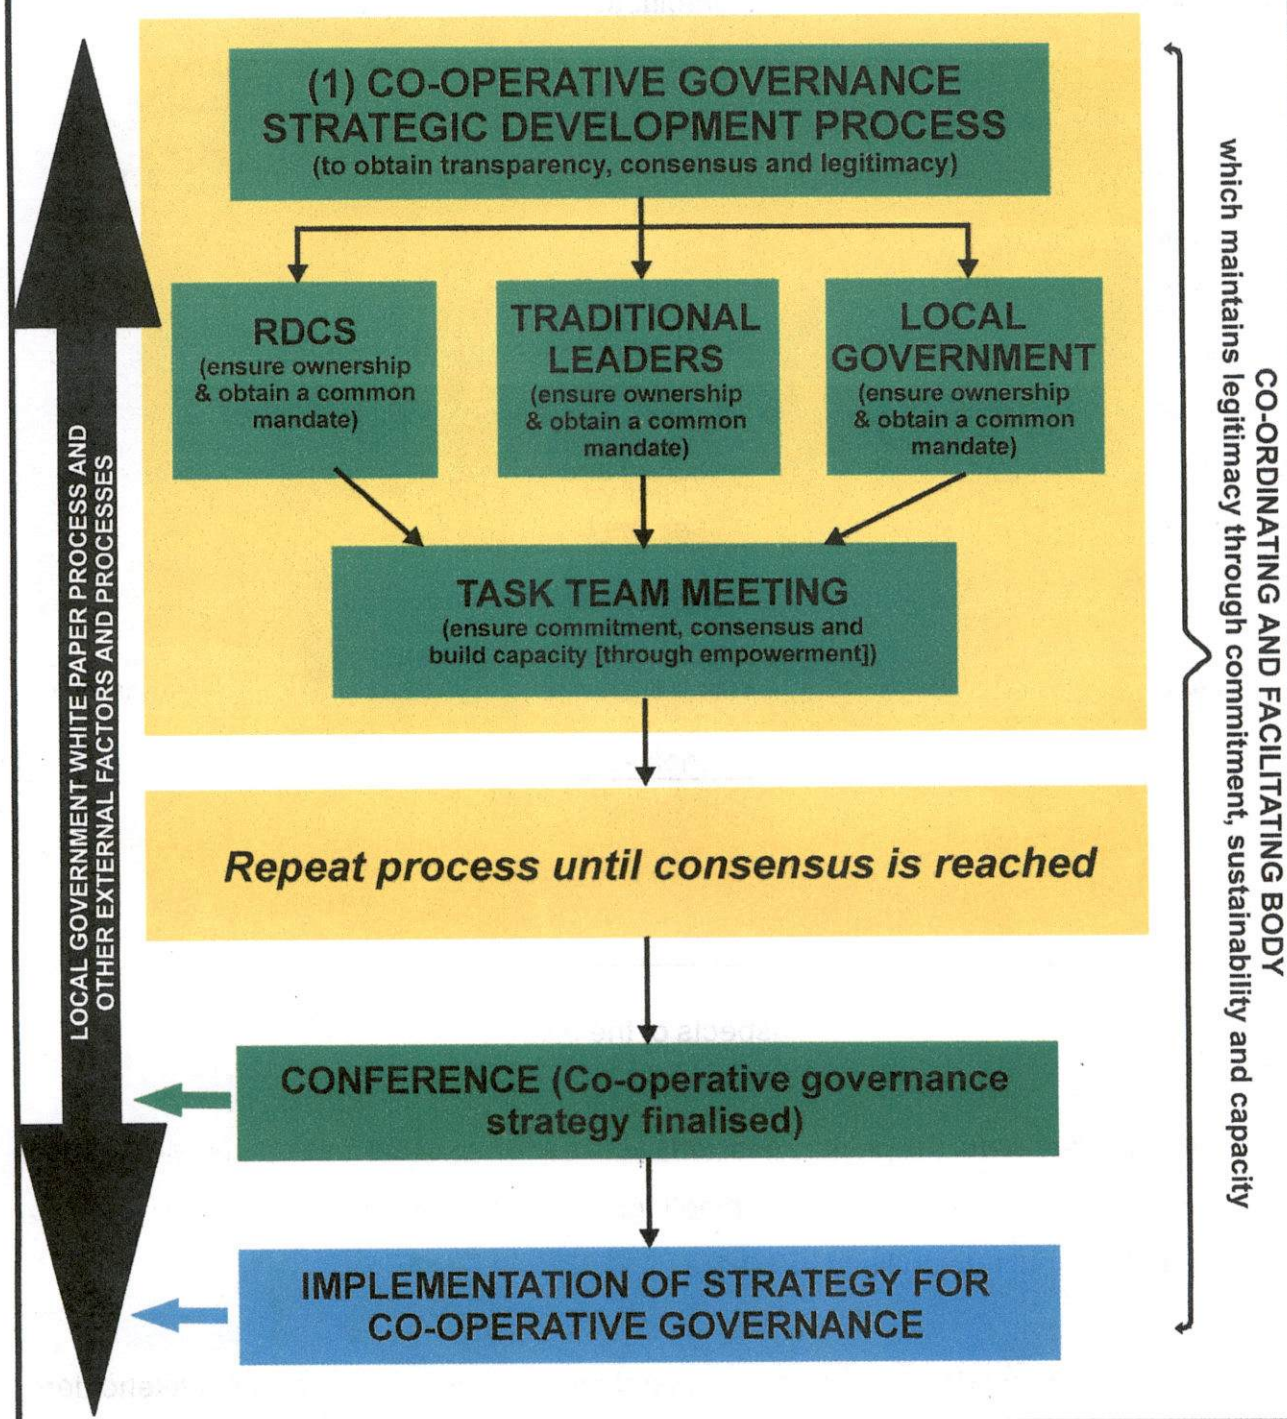 (1) CO-OPERATIVE GOVERNANCE
STRATEGIC DEVELOPMENT PROCESS
(to obtain transparency, consensus and legitimacy)
RDCS
(ensure ownership
& obtain a common
mandate)
TRADITIONAL
LEADERS
(ensure ownership
& obtain a common
mandate)
LOCAL
GOVERNMENT
(ensure ownership
& obtain a common
mandate)
TASK TEAM MEETING
(ensure commitment, consensus and
build capacity [through empowerment])
Repeat process until consensus is reached
CONFERENCE (Co-operative governance
strategy finalised)
IMPLEMENTATION OF STRATEGY FOR
CO-OPERATIVE GOVERNANCE
LOCAL GOVERNMENT WHITE PAPER PROCESS AND
OTHER EXTERNAL FACTORS AND PROCESSES
CO-ORDINATING AND FACILITATING BODY
which maintains legitimacy through commitment, sustainability and capacity